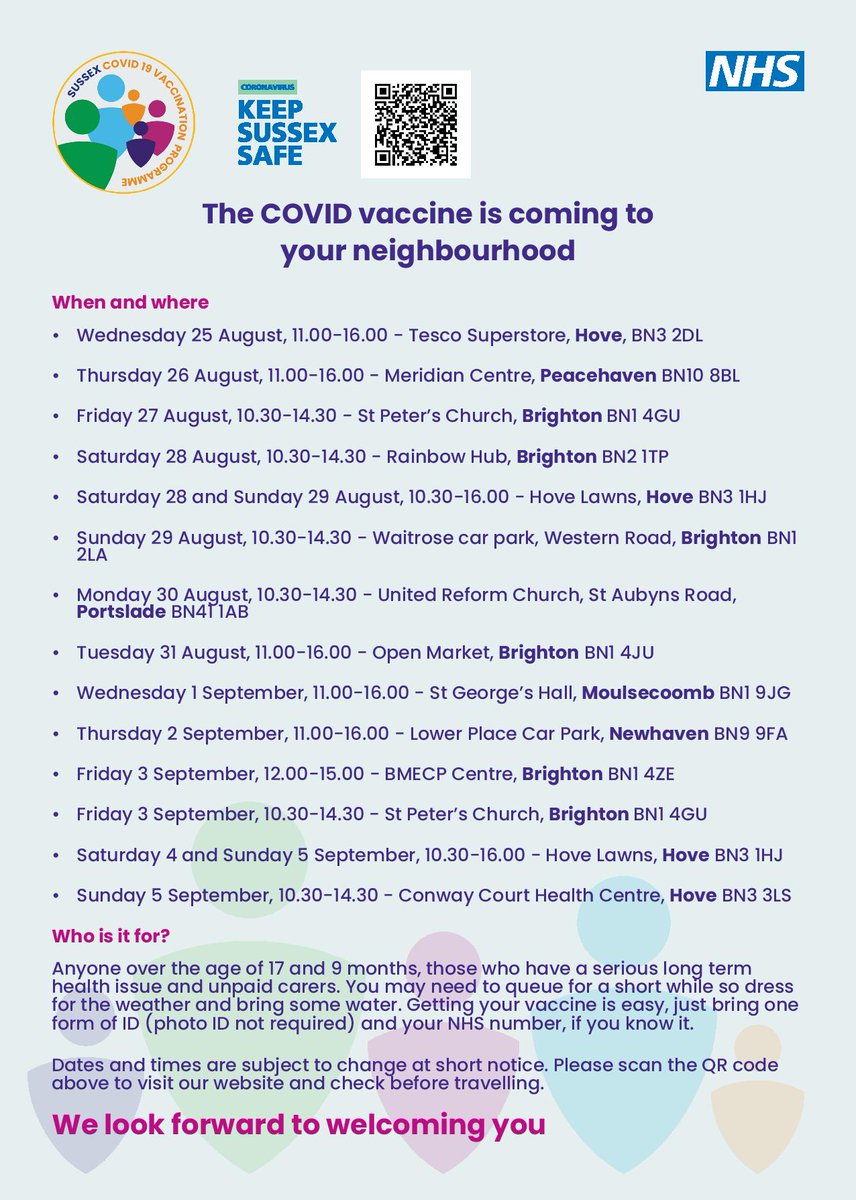 SUSSEX COVID 19 VACCINATION PROGRAMME
CORONAVIRUS
KEEP
SUSSEX
SAFE
NHS
The COVID vaccine is coming to
your neighbourhood
When and where
• Wednesday 25 August, 11.00-16.00 - Tesco Superstore, Hove, BN3 2DL
• Thursday 26 August, 11.00-16.00 - Meridian Centre, Peacehaven BN10 8BL
• Friday 27 August, 10.30-14.30 - St Peter's Church, Brighton BN1 4GU
• Saturday 28 August, 10.30-14.30 - Rainbow Hub, Brighton BN2 1TP
• Saturday 28 and Sunday 29 August, 10.30-16.00 - Hove Lawns, Hove BN3 1HJ
• Sunday 29 August, 10.30-14.30 - Waitrose car park, Western Road, Brighton BN1
2LA
• Monday 30 August, 10.30-14.30 - United Reform Church, St Aubyns Road,
Portslade BN41 1AB
• Tuesday 31 August, 11.00-16.00 - Open Market, Brighton BN1 4JU
• Wednesday 1 September, 11.00-16.00 - St George's Hall, Moulsecoomb BN1 9JG
• Thursday 2 September, 11.00-16.00 - Lower Place Car Park, Newhaven BN9 9FA
• Friday 3 September, 12.00-15.00 - BMECP Centre, Brighton BN1 4ZE
• Friday 3 September, 10.30-14.30 - St Peter's Church, Brighton BN1 4GU
• Saturday 4 and Sunday 5 September, 10.30-16.00 - Hove Lawns, Hove BN3 1HJ
• Sunday 5 September, 10.30-14.30 - Conway Court Health Centre, Hove BN3 3LS
Who is it for?
Anyone over the age of 17 and 9 months, those who have a serious long term
health issue and unpaid carers. You may need to queue for a short while so dress
for the weather and bring some water. Getting your vaccine is easy, just bring one
form of ID (photo ID not required) and your NHS number, if you know it.
Dates and times are subject to change at short notice. Please scan the QR code
above to visit our website and check before travelling.
We look forward to welcoming you